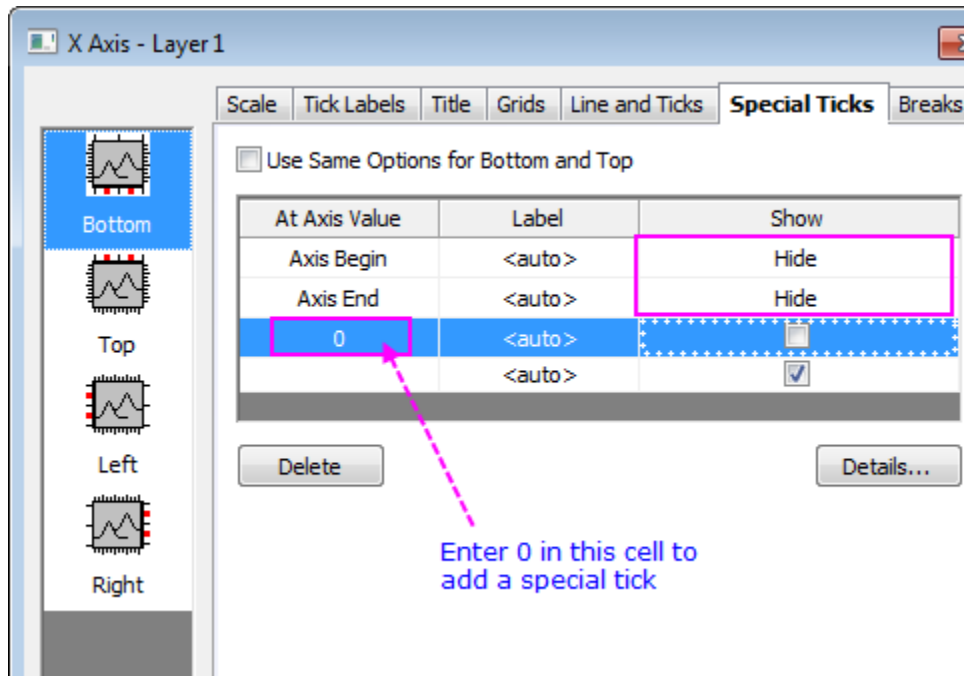 X Axis - Layer 1
Scale Tick Labels Title Grids Line and Ticks Special Ticks Breaks
Use Same Options for Bottom and Top
At Axis Value Label Show
Axis Begin <auto> Hide
Axis End <auto> Hide
0 <auto>
<auto>
Bottom
Top
Left
Right
Delete Details...
Enter 0 in this cell to
add a special tick